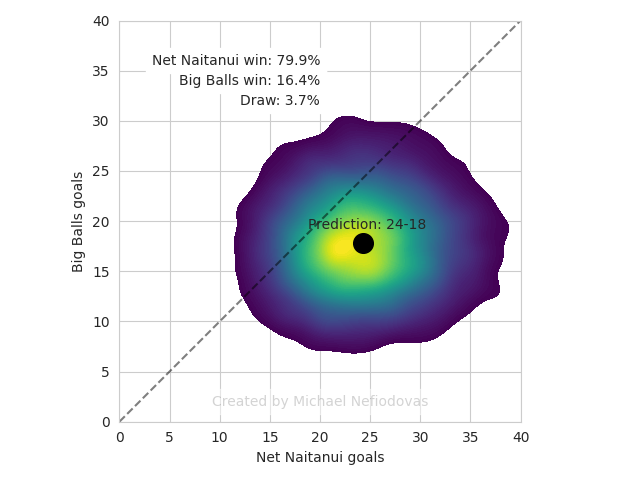 Net Naitanui win: 79.9%
Big Balls win: 16.4%
Draw: 3.7%
Prediction: 24-18
Created by Michael Nefiodovas
Big Balls goals
40
35
30
25
20
15
10
5
0
0 5 10 15 20 25 30 35 40
Net Naitanui goals